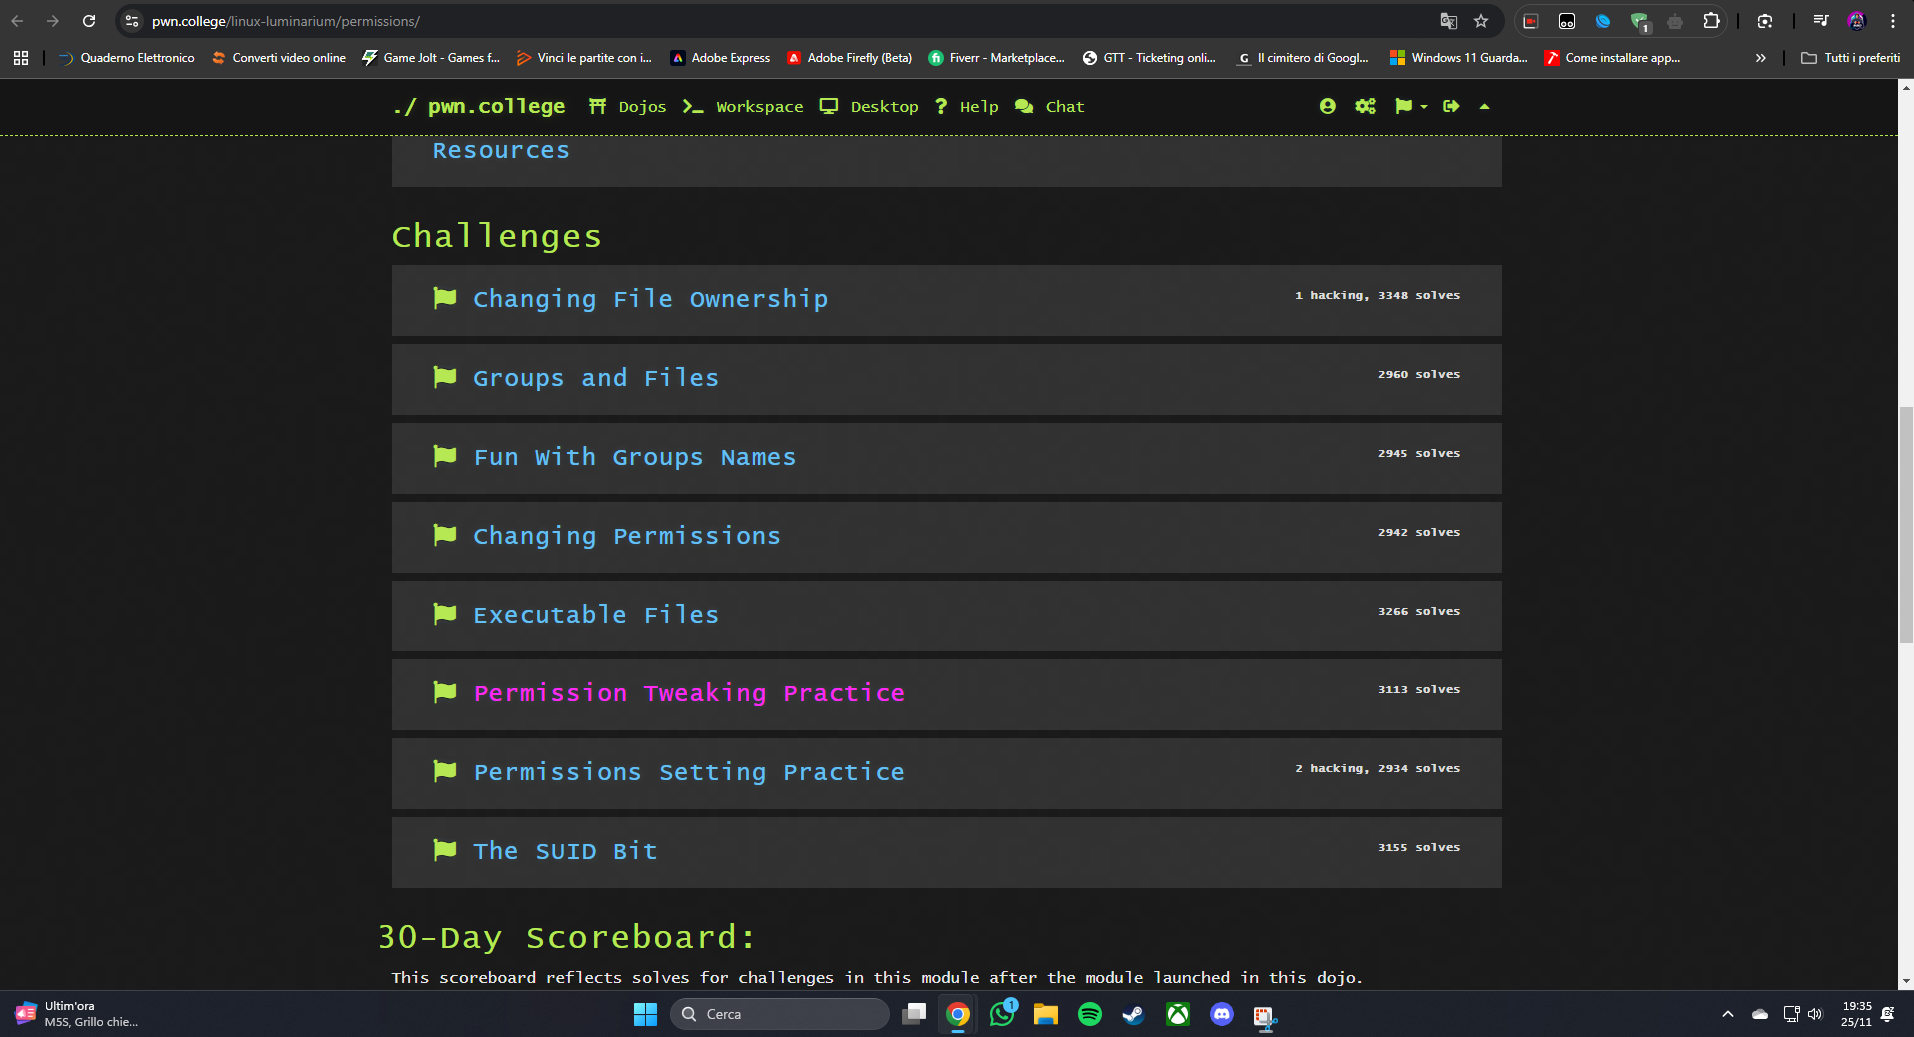 pwn.college/linux-luminarium/permissions/
1
Quaderno Elettronico
Converti video online
Game Jolt - Games f...
Vinci le partite con i...
Adobe Express
Adobe Firefly (Beta)
Fiverr - Marketplace...
GTT - Ticketing onli...
Il cimitero di Googl...
Windows 11 Guarda...
Come installare app...
Tutti i preferiti
./ pwn.college Dojos Workspace Desktop ? Help Chat
Resources
Challenges
Changing File Ownership 1 hacking, 3348 solves
Groups and Files 2960 solves
Fun With Groups Names 2945 solves
Changing Permissions 2942 solves
Executable Files 3266 solves
Permission Tweaking Practice 3113 solves
Permissions Setting Practice 2 hacking, 2934 solves
The SUID Bit 3155 solves
30-Day Scoreboard:
This scoreboard reflects solves for challenges in this module after the module launched in this dojo.
Ultim'ora
M5S, Grillo chie...
Cerca
1
19:35
25/11